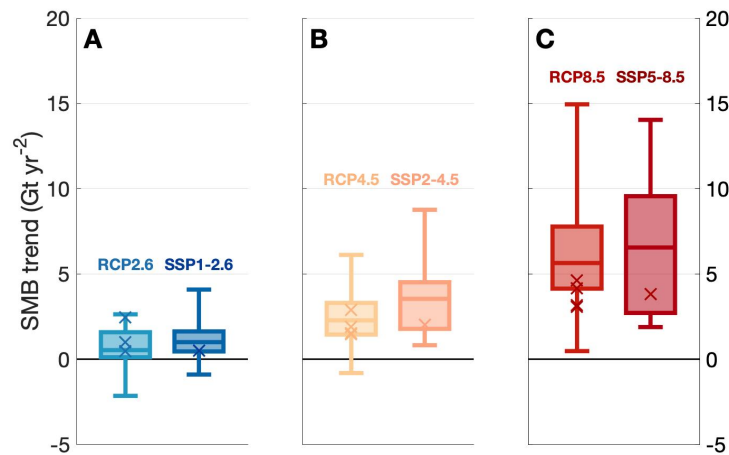 20
15
10
5
0
-5
SMB trend (Gt yr-2)
A
RCP2.6 SSP1-2.6
B
RCP4.5 SSP2-4.5
C
RCP8.5 SSP5-8.5
20
15
10
5
0
-5